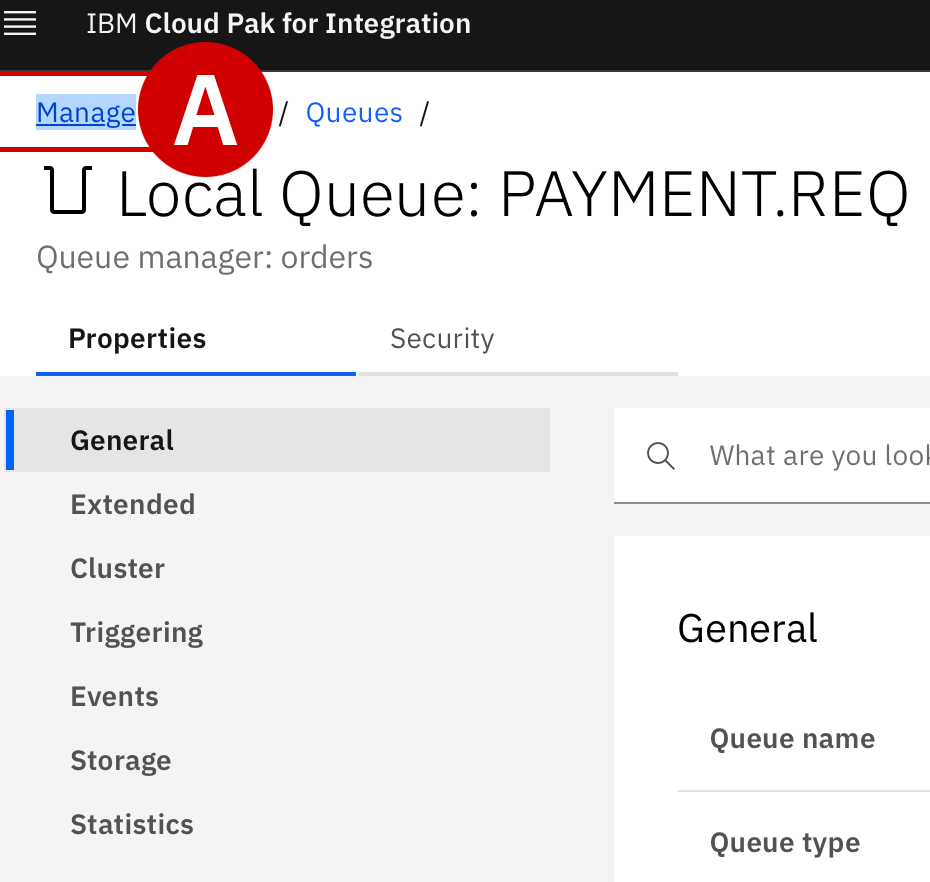 IBM Cloud Pak for Integration
Manage A / Queues /
Local Queue: PAYMENT.REQ
Queue manager: orders
Properties Security
General
Extended
Cluster
Triggering
Events
Storage
Statistics
What are you look
General
Queue name
Queue type